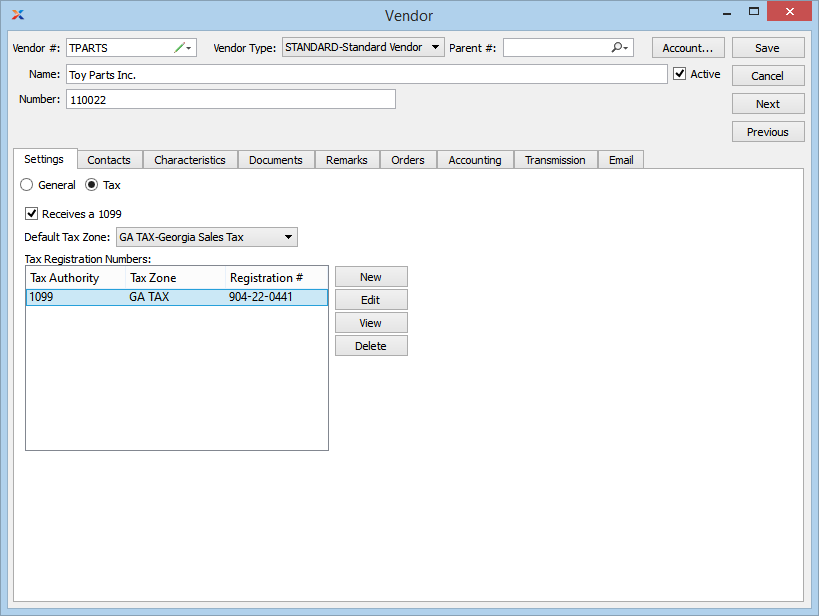 Vendor
Vendor #: TPARTS Vendor Type: STANDARD-Standard Vendor Parent #: Account... Save
Name: Toy Parts Inc. Active Cancel
Number: 110022 Next
Previous
Settings Contacts Characteristics Documents Remarks Orders Accounting Transmission Email
General Tax
Receives a 1099
Default Tax Zone: GA TAX-Georgia Sales Tax
Tax Registration Numbers:
Tax Authority Tax Zone Registration # New
1099 GA TAX 904-22-0441 Edit
View
Delete